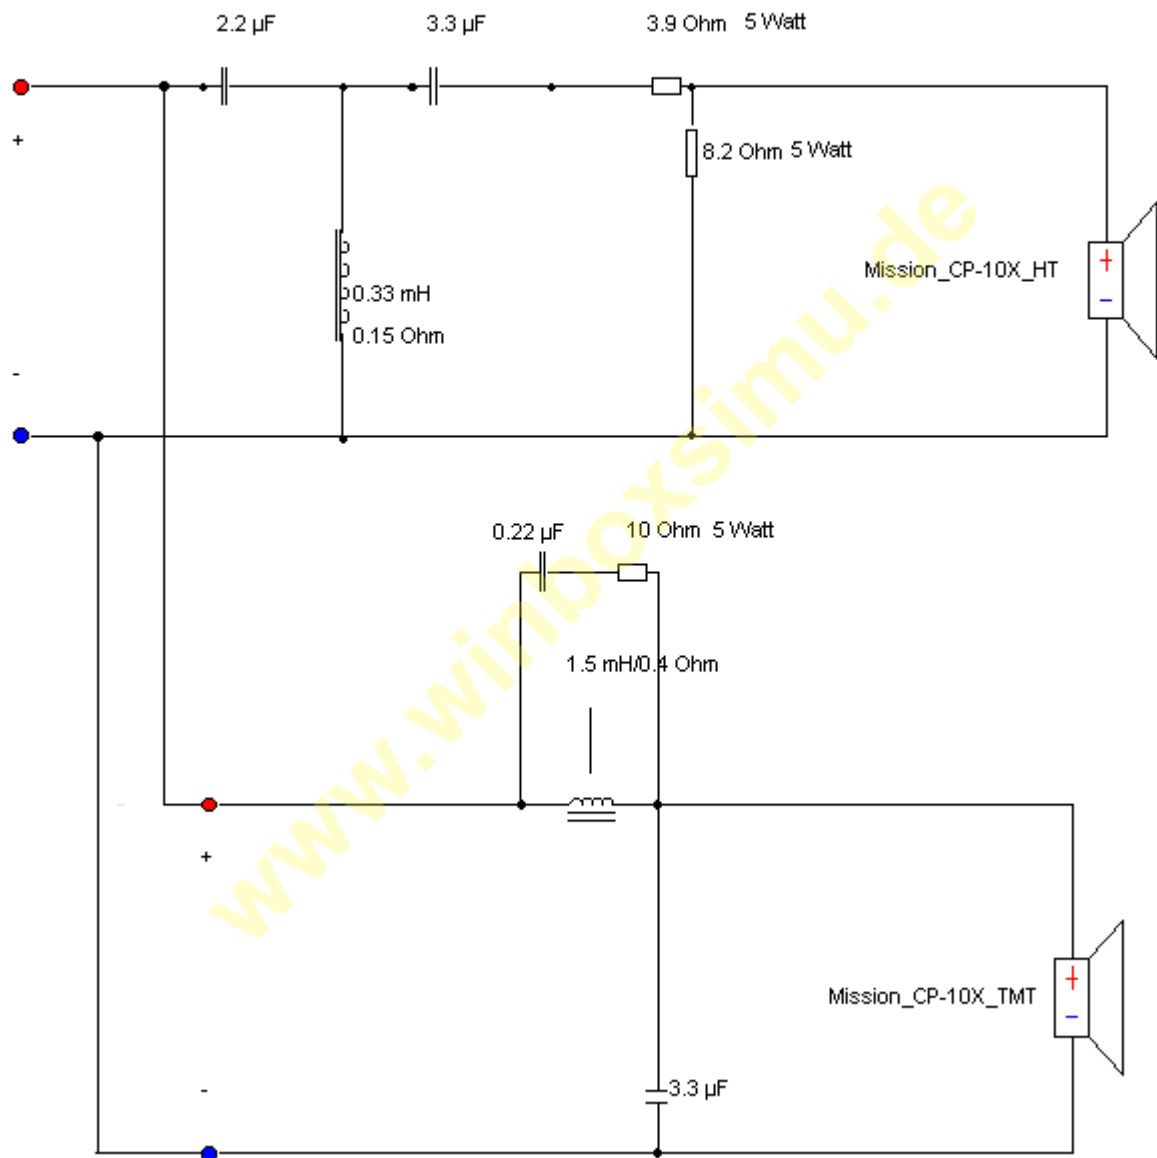 2.2 µF
3.3 µF
3.9 Ohm 5 Watt
+
8.2 Ohm 5 Watt
Mission_CP-10X_HT
+
-
0.33 mH
0.15 Ohm
-
0.22 µF
10 Ohm 5 Watt
1.5 mH/0.4 Ohm
+
Mission_CP-10X_TMT
+
-
-
3.3 µF
www.winboxsimu.de